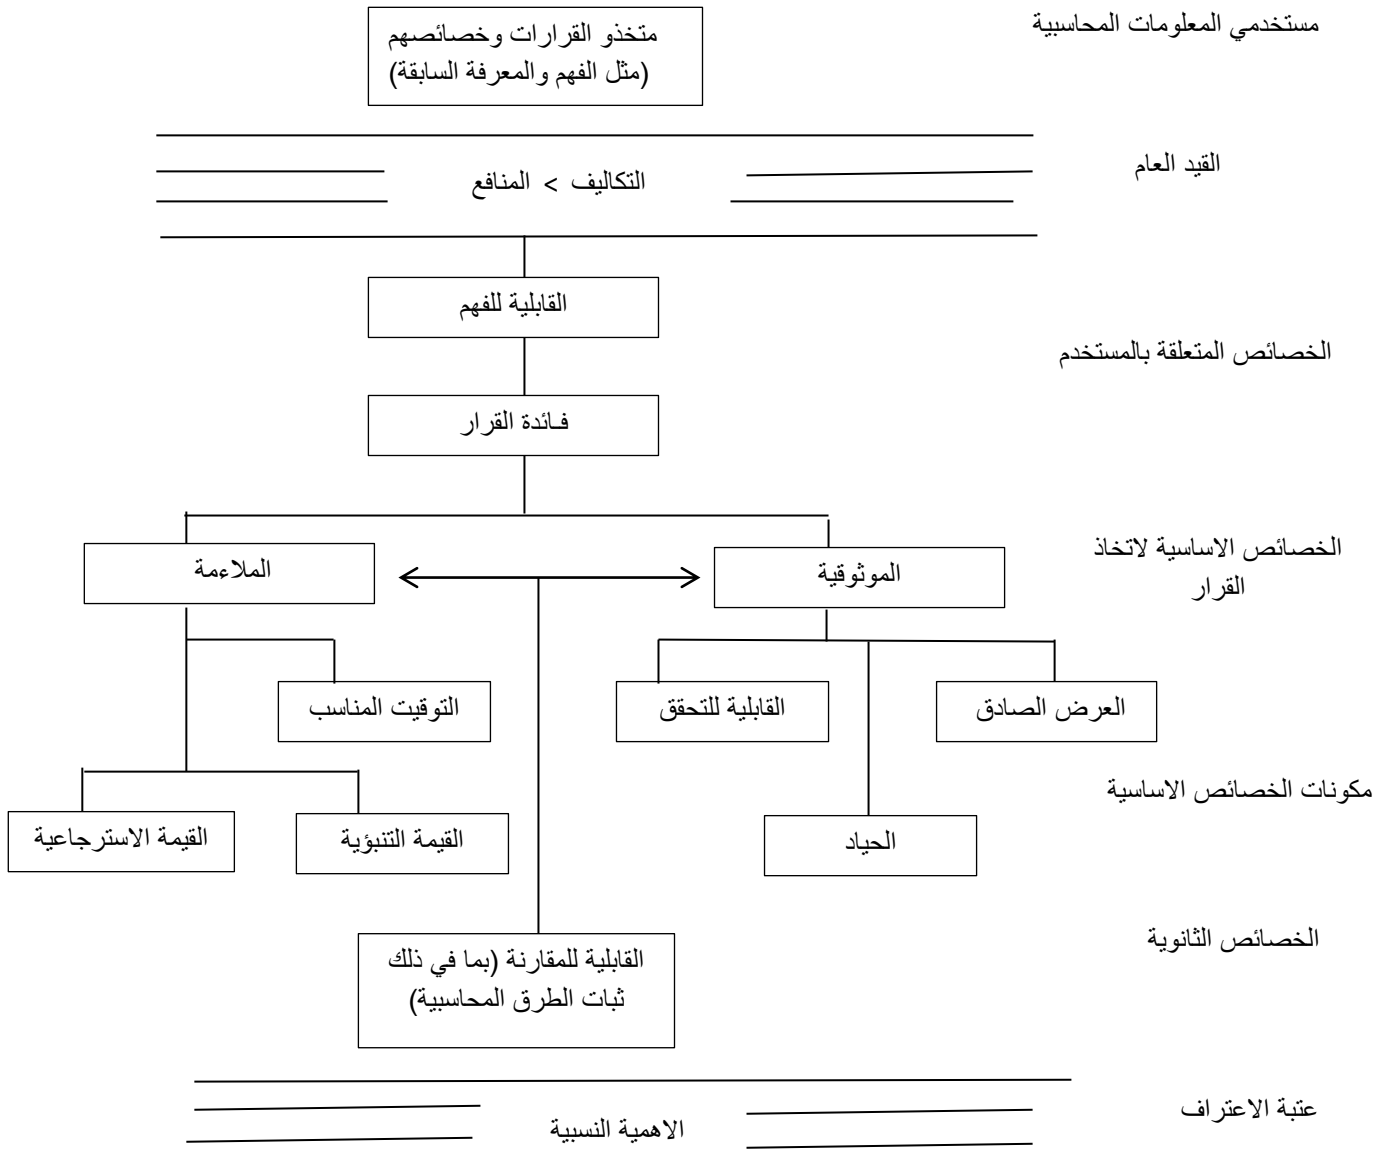 مستخدمي المعلومات المحاسبية
متخذو القرارات وخصائصهم
(مثل الفهم والمعرفة السابقة)
القيد العام
التكاليف > المنافع
القابلية للفهم
الخصائص المتعلقة بالمستخدم
فائدة القرار
الخصائص الاساسية لاتخاذ
القرار
الموثوقية
الملاءمة
العرض الصادق
القابلية للتحقق
التوقيت المناسب
مكونات الخصائص الاساسية
الحياد
القيمة التنبؤية
القيمة الاسترجاعية
الخصائص الثانوية
القابلية للمقارنة (بما في ذلك
ثبات الطرق المحاسبية)
عتبة الاعتراف
الاهمية النسبية